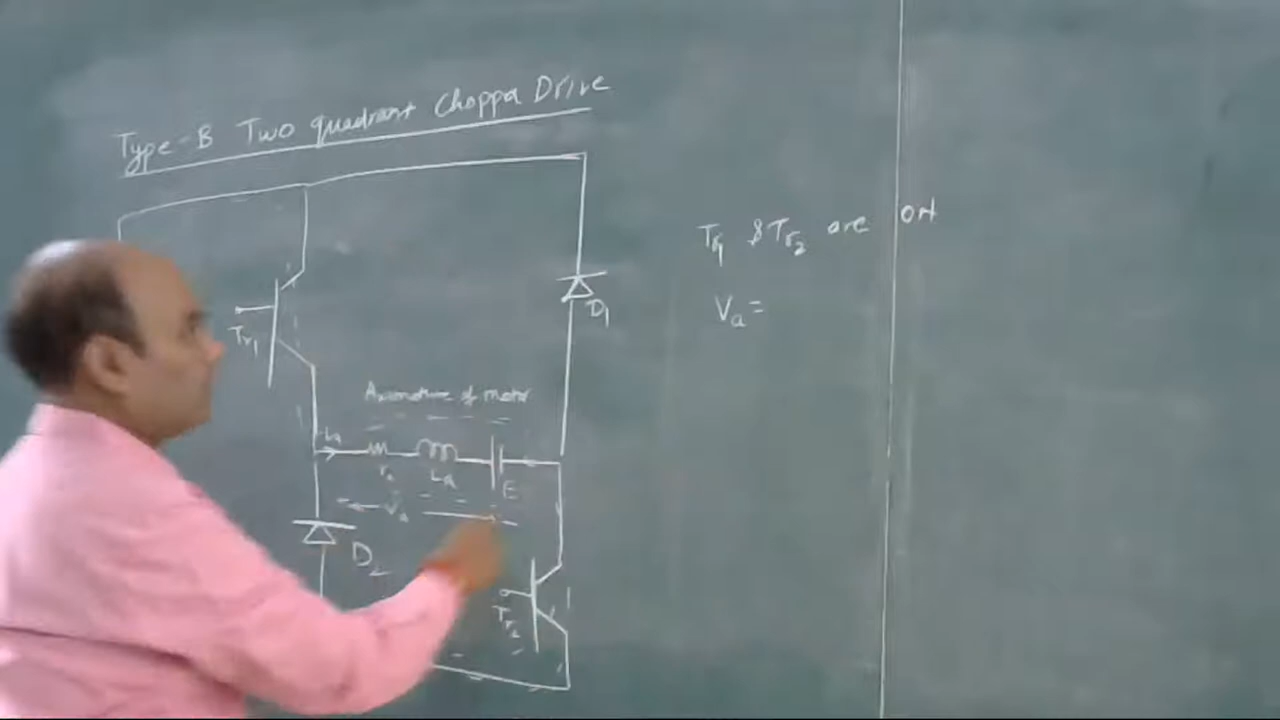 Type-B Two quadrant Choppa Drive
Tr1 & Tr2 are on
Va =
Tr1
D1
Armature of motor
ia
ra
La
E
Va
D2
Tr2